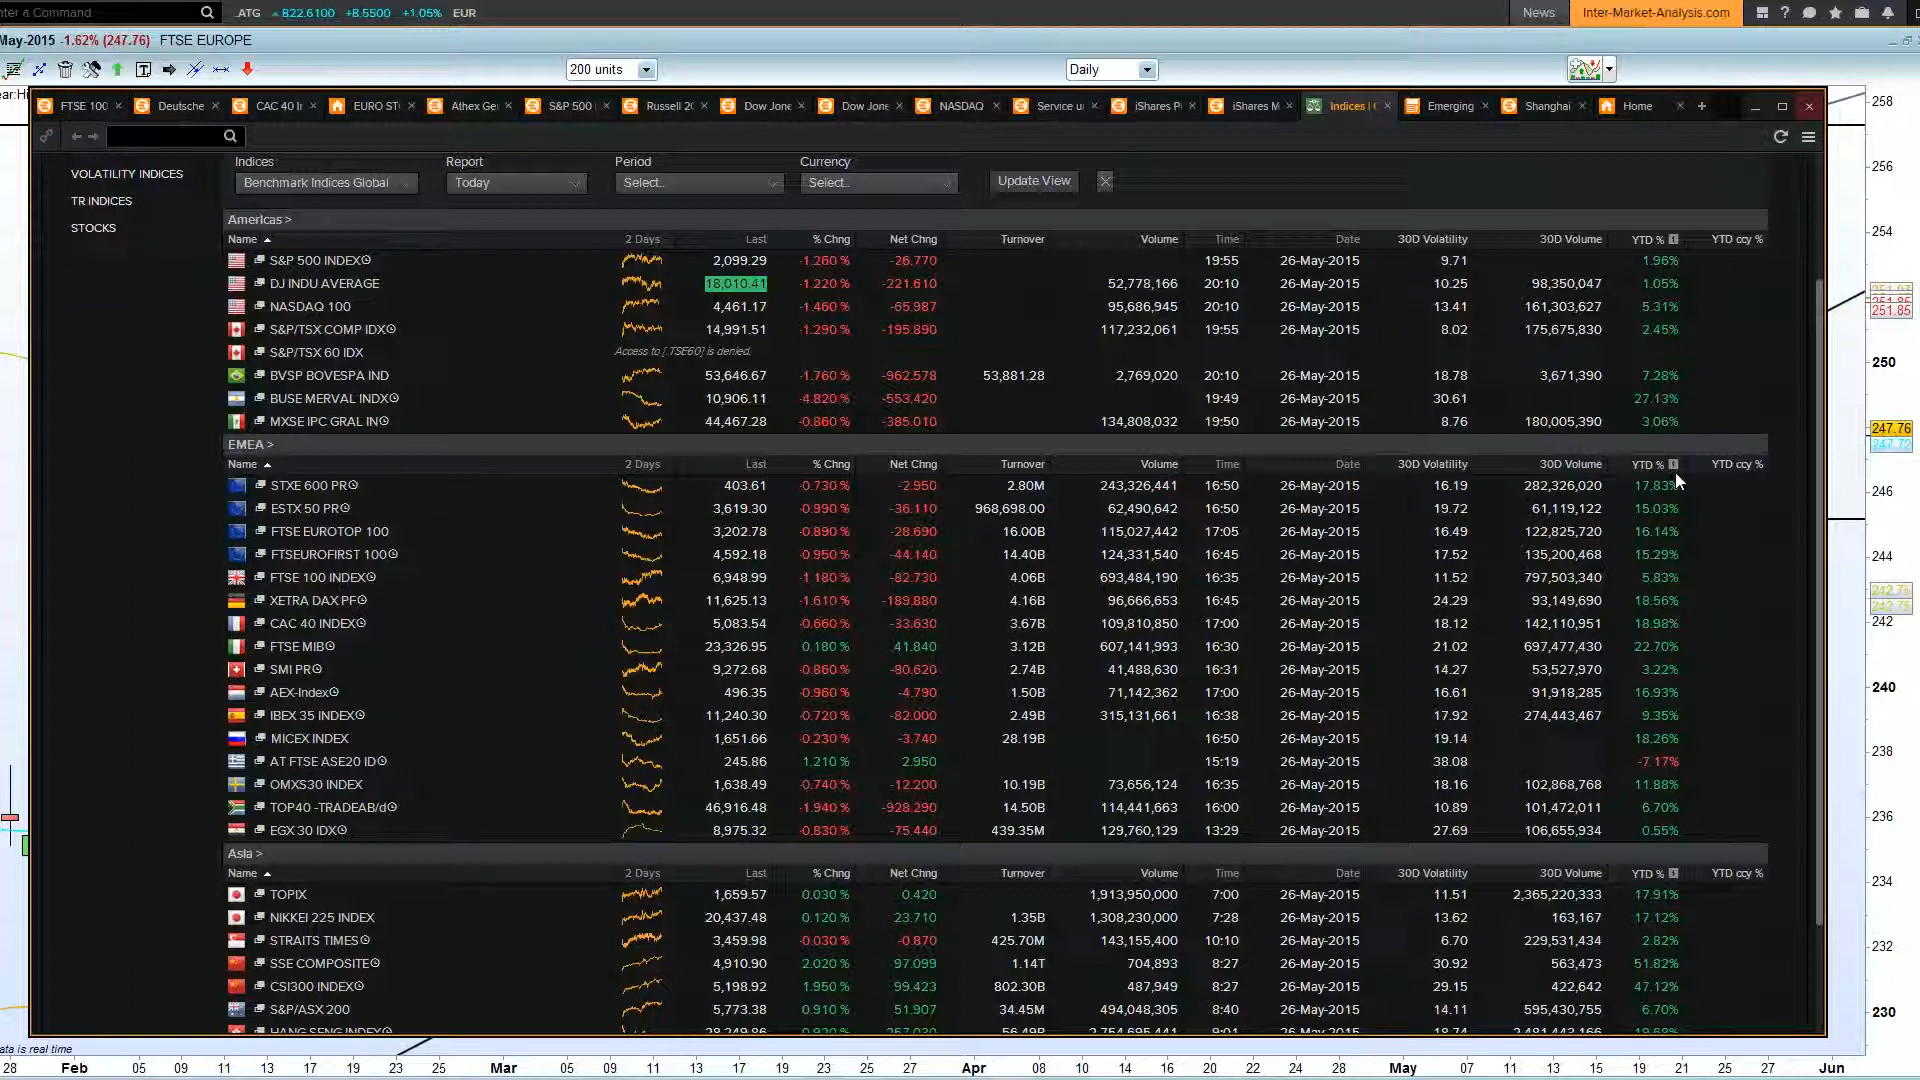 nter a Command .ATG 822.6100 +8.5500 +1.05% EUR News Inter-Market-Analysis.com
May-2015 -1.62% (247.76) FTSE EUROPE
200 units Daily
FTSE 100 Deutsche CAC 40 I EURO ST Athex Ge S&P 500 Russell 20 Dow Jone Dow Jone NASDAQ Service u iShares P iShares M Indices | Emerging Shanghai Home
VOLATILITY INDICES
TR INDICES
STOCKS
Indices Report Period Currency
Benchmark Indices Global Today Select.. Select.. Update View
Americas >
Name 2 Days Last % Chng Net Chng Turnover Volume Time Date 30D Volatility 30D Volume YTD % YTD ccy %
S&P 500 INDEX 2,099.29 -1.260 % -26.770 19:55 26-May-2015 9.71 1.96%
DJ INDU AVERAGE 18,010.41 -1.220 % -221.610 52,778,166 20:10 26-May-2015 10.25 98,350,047 1.05%
NASDAQ 100 4,461.17 -1.460 % -65.987 95,686,945 20:10 26-May-2015 13.41 161,303,627 5.31%
S&P/TSX COMP IDX 14,991.51 -1.290 % -195.890 117,232,061 19:55 26-May-2015 8.02 175,675,830 2.45%
S&P/TSX 60 IDX Access to [.TSE60] is denied.
BVSP BOVESPA IND 53,646.67 -1.760 % -962.578 53,881.28 2,769,020 20:10 26-May-2015 18.78 3,671,390 7.28%
BUSE MERVAL INDX 10,906.11 -4.820 % -553.420 19:49 26-May-2015 30.61 27.13%
MXSE IPC GRAL IN 44,467.28 -0.860 % -385.010 134,808,032 19:50 26-May-2015 8.76 180,005,390 3.06%
EMEA >
Name 2 Days Last % Chng Net Chng Turnover Volume Time Date 30D Volatility 30D Volume YTD % YTD ccy %
STXE 600 PR 403.61 -0.730 % -2.950 2.80M 243,326,441 16:50 26-May-2015 16.19 282,326,020 17.83%
ESTX 50 PR 3,619.30 -0.990 % -36.110 968,698.00 62,490,642 16:50 26-May-2015 19.72 61,119,122 15.03%
FTSE EUROTOP 100 3,202.78 -0.890 % -28.690 16.00B 115,027,442 17:05 26-May-2015 16.49 122,825,720 16.14%
FTSEUROFIRST 100 4,592.18 -0.950 % -44.140 14.40B 124,331,540 16:45 26-May-2015 17.52 135,200,468 15.29%
FTSE 100 INDEX 6,948.99 -1.180 % -82.730 4.06B 693,484,190 16:35 26-May-2015 11.52 797,503,340 5.83%
XETRA DAX PF 11,625.13 -1.610 % -189.880 4.16B 96,666,653 16:45 26-May-2015 24.29 93,149,690 18.56%
CAC 40 INDEX 5,083.54 -0.660 % -33.630 3.67B 109,810,850 17:00 26-May-2015 18.12 142,110,951 18.98%
FTSE MIB 23,326.95 0.180 % 41.840 3.12B 607,141,993 16:30 26-May-2015 21.02 697,477,430 22.70%
SMI PR 9,272.68 -0.860 % -80.620 2.74B 41,488,630 16:31 26-May-2015 14.27 53,527,970 3.22%
AEX-Index 496.35 -0.960 % -4.790 1.50B 71,142,362 17:00 26-May-2015 16.61 91,918,285 16.93%
IBEX 35 INDEX 11,240.30 -0.720 % -82.000 2.49B 315,131,661 16:38 26-May-2015 17.92 274,443,467 9.35%
MICEX INDEX 1,651.66 -0.230 % -3.740 28.19B 16:50 26-May-2015 19.14 18.26%
AT FTSE ASE20 ID 245.86 1.210 % 2.950 15:19 26-May-2015 38.08 -7.17%
OMXS30 INDEX 1,638.49 -0.740 % -12.200 10.19B 73,656,124 16:35 26-May-2015 18.16 102,868,768 11.88%
TOP40 -TRADEAB/d 46,916.48 -1.940 % -928.290 14.50B 114,441,663 16:00 26-May-2015 10.89 101,472,011 6.70%
EGX 30 IDX 8,975.32 -0.830 % -75.440 439.35M 129,760,129 13:29 26-May-2015 27.69 106,655,934 0.55%
Asia >
Name 2 Days Last % Chng Net Chng Turnover Volume Time Date 30D Volatility 30D Volume YTD % YTD ccy %
TOPIX 1,659.57 0.030 % 0.420 1,913,950,000 7:00 26-May-2015 11.51 2,365,220,333 17.91%
NIKKEI 225 INDEX 20,437.48 0.120 % 23.710 1.35B 1,308,230,000 7:28 26-May-2015 13.62 163,167 17.12%
STRAITS TIMES 3,459.98 -0.030 % -0.870 425.70M 143,155,400 10:10 26-May-2015 6.70 229,531,434 2.82%
SSE COMPOSITE 4,910.90 2.020 % 97.099 1.14T 704,893 8:27 26-May-2015 30.92 563,473 51.82%
CSI300 INDEX 5,198.92 1.950 % 99.423 802.30B 487,949 8:27 26-May-2015 29.15 422,642 47.12%
S&P/ASX 200 5,773.38 0.910 % 51.907 34.45M 494,048,305 8:40 26-May-2015 14.11 595,430,755 6.70%
HANG SENG INDEX 28,249.86 0.920 % 257.030 56.49B 2,754,695,441 9:01 26-May-2015 18.74 2,481,443,166 19.68%
258
256
254
251.85
250
247.76
246
244
242.75
242
240
238
236
234
232
230
ata is real time
28 Feb 05 09 11 13 17 19 23 25 Mar 05 09 11 13 17 19 23 25 27 Apr 08 10 14 16 20 22 24 28 May 07 11 13 15 19 21 25 27 Jun